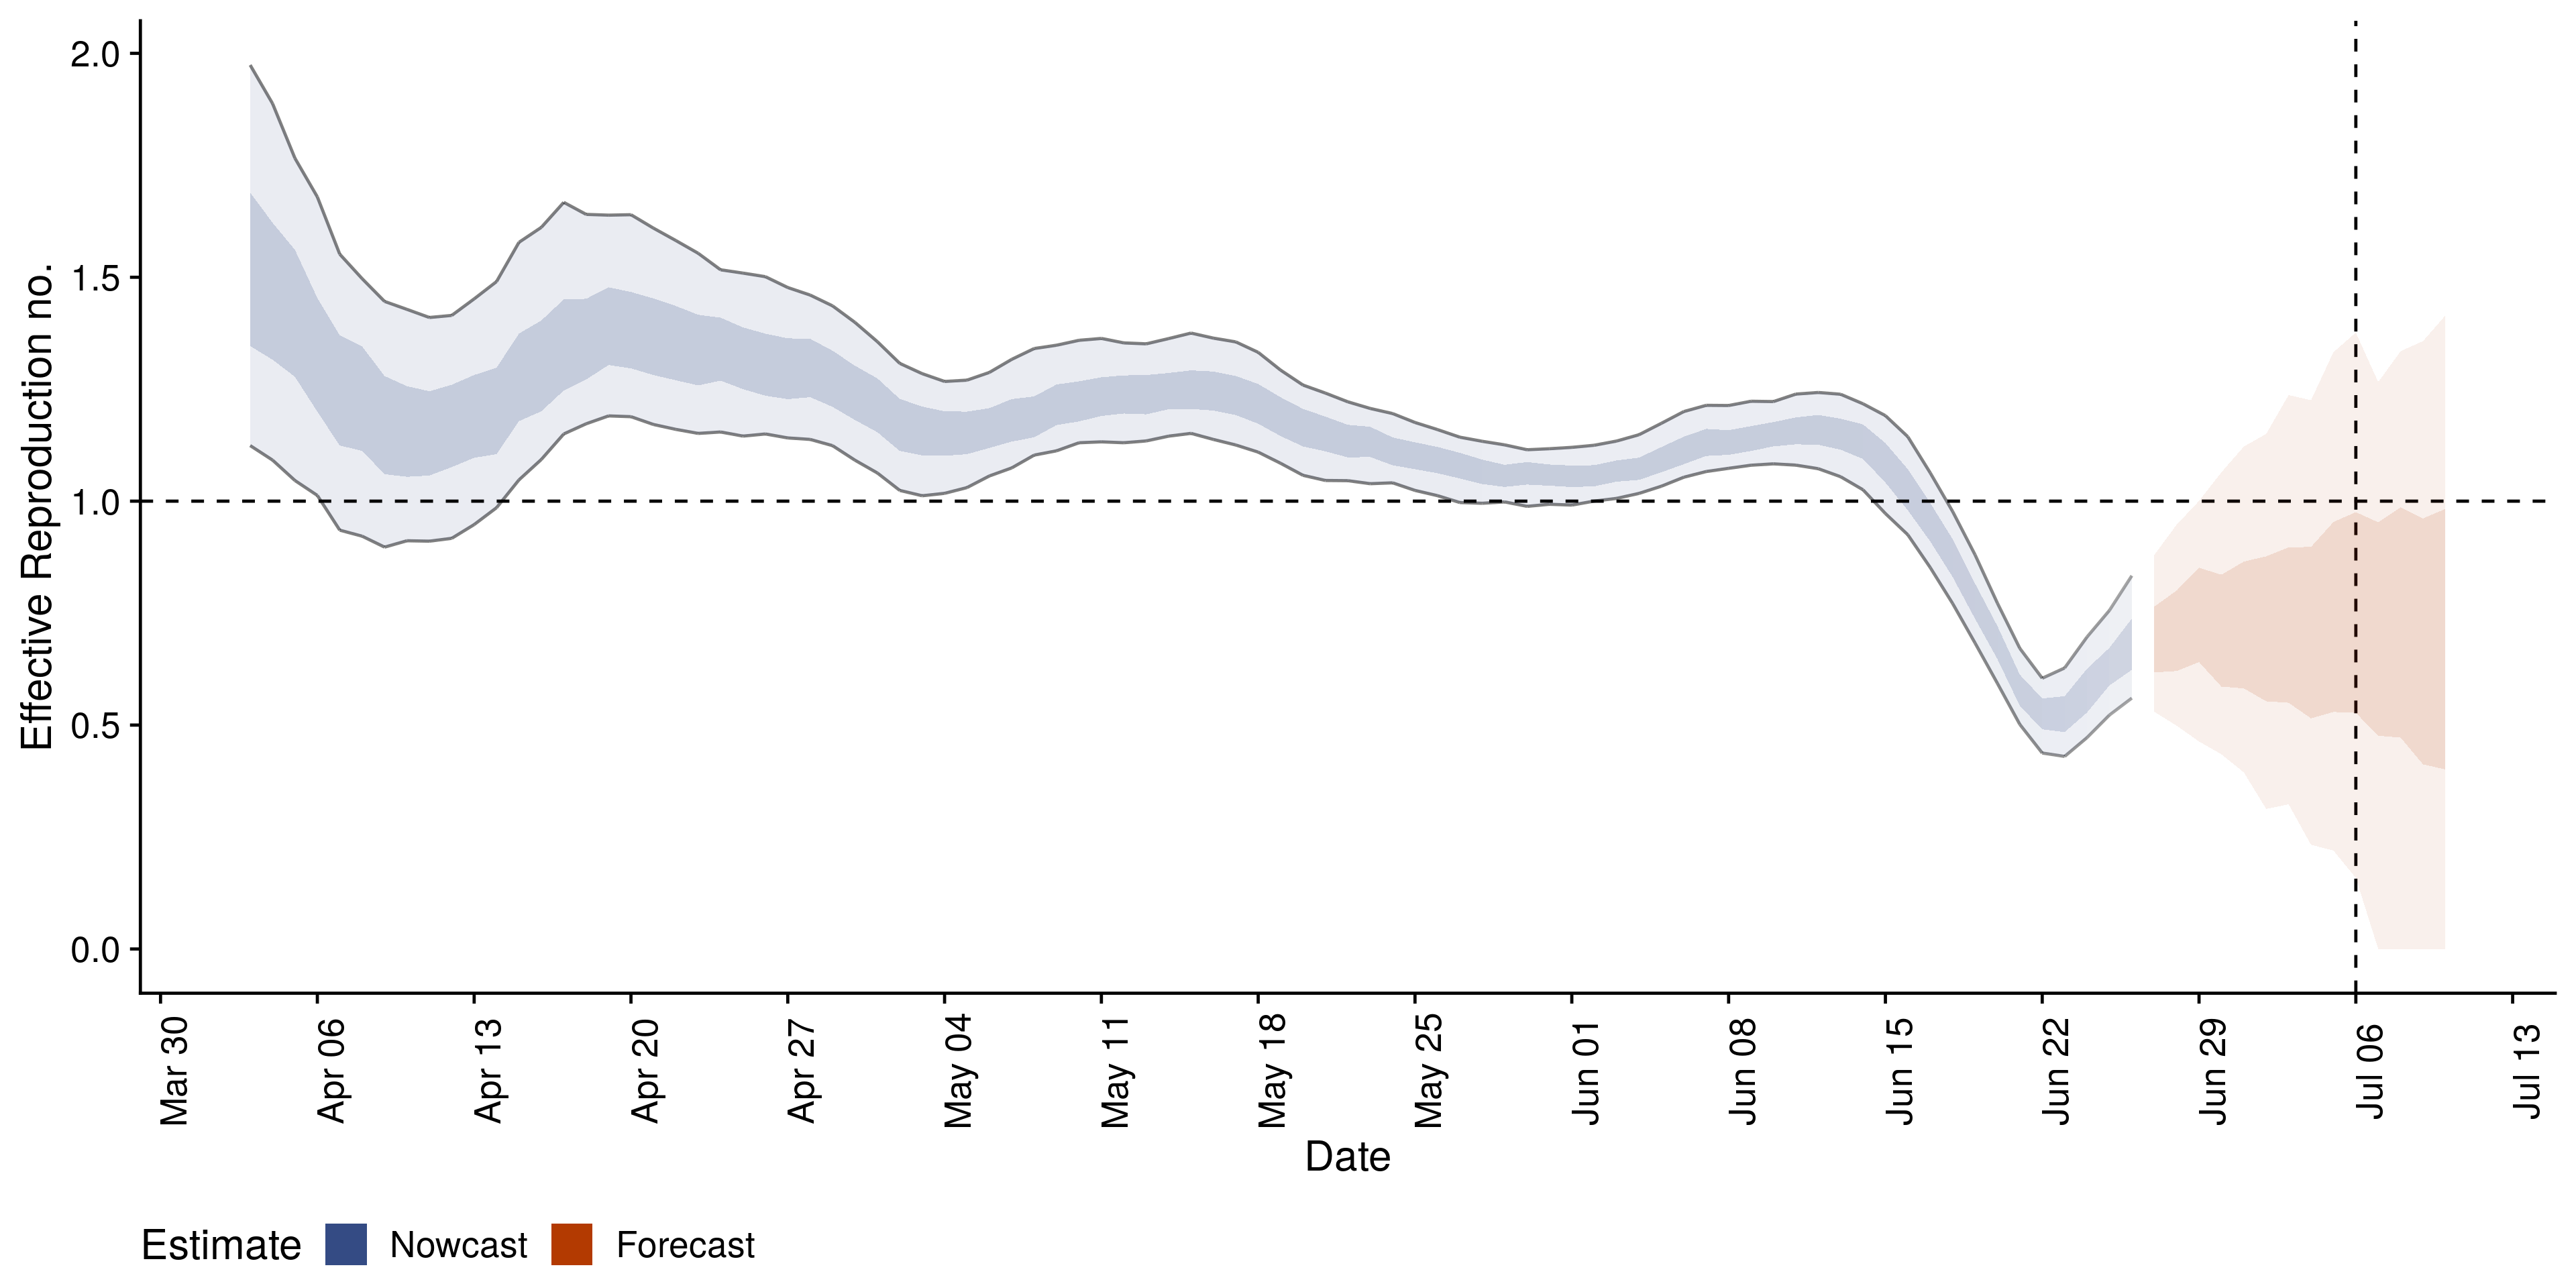 Effective Reproduction no.
2.0
1.5
1.0
0.5
0.0
Mar 30
Apr 06
Apr 13
Apr 20
Apr 27
May 04
May 11
May 18
May 25
Jun 01
Jun 08
Jun 15
Jun 22
Jun 29
Jul 06
Jul 13
Date
Estimate Nowcast Forecast